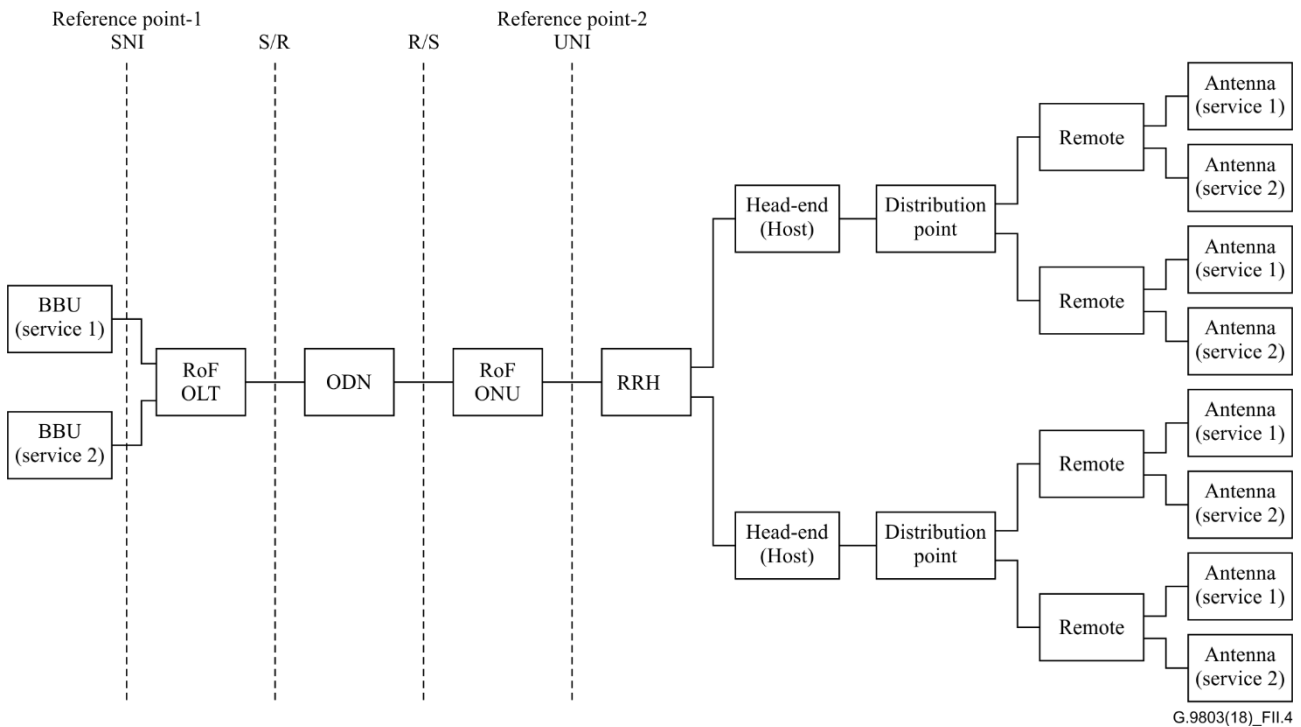 Reference point-1
SNI
S/R
R/S
Reference point-2
UNI
BBU
(service 1)
BBU
(service 2)
RoF
OLT
ODN
RoF
ONU
RRH
Head-end
(Host)
Distribution
point
Remote
Antenna
(service 1)
Antenna
(service 2)
Remote
Antenna
(service 1)
Antenna
(service 2)
Head-end
(Host)
Distribution
point
Remote
Antenna
(service 1)
Antenna
(service 2)
Remote
Antenna
(service 1)
Antenna
(service 2)
G.9803(18)_FII.4